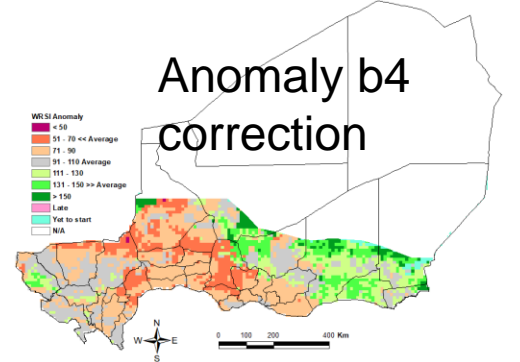 Anomaly b4
correction
WRSI Anomaly
< 50
51 - 70 << Average
71 - 90
91 - 110 Average
111 - 130
131 - 150 >> Average
> 150
Late
Yet to start
N/A
N
W E
S
0 100 200 400 Km